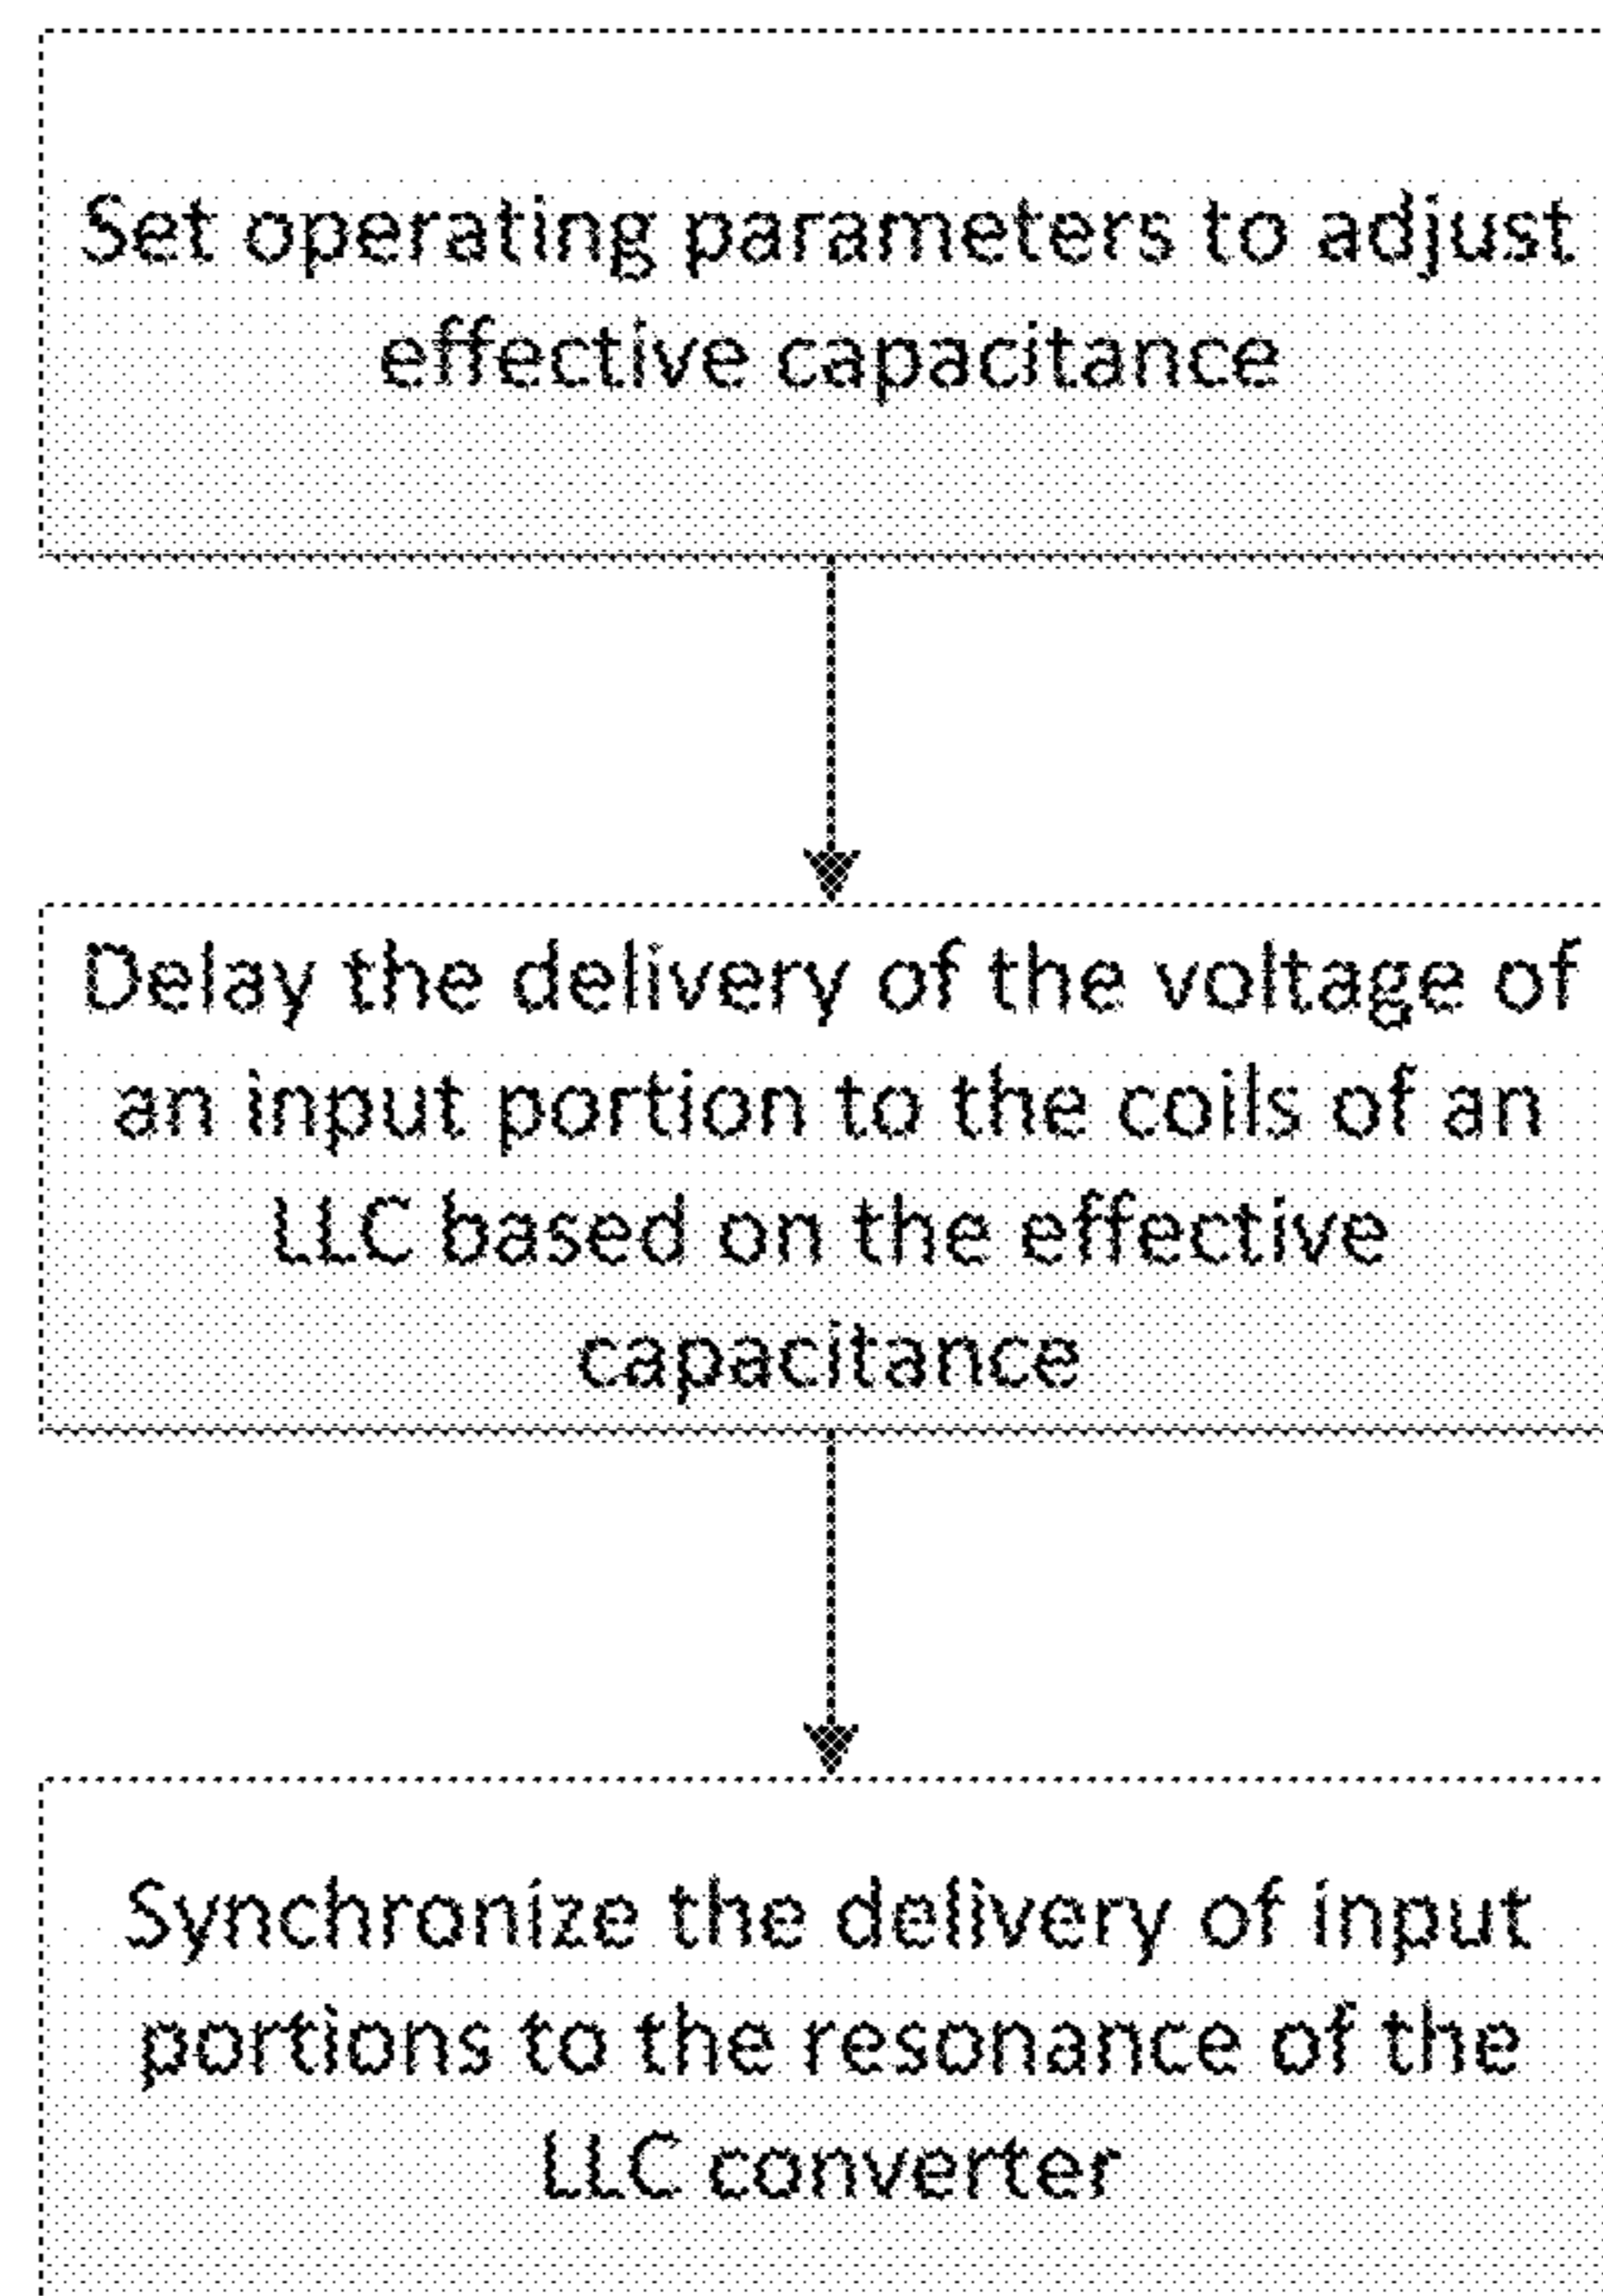 Set operating parameters to adjust
effective capacitance
Delay the delivery of the voltage of
an input portion to the coils of an
LLC based on the effective
capacitance
Synchronize the delivery of input
portions to the resonance of the
LLC converter